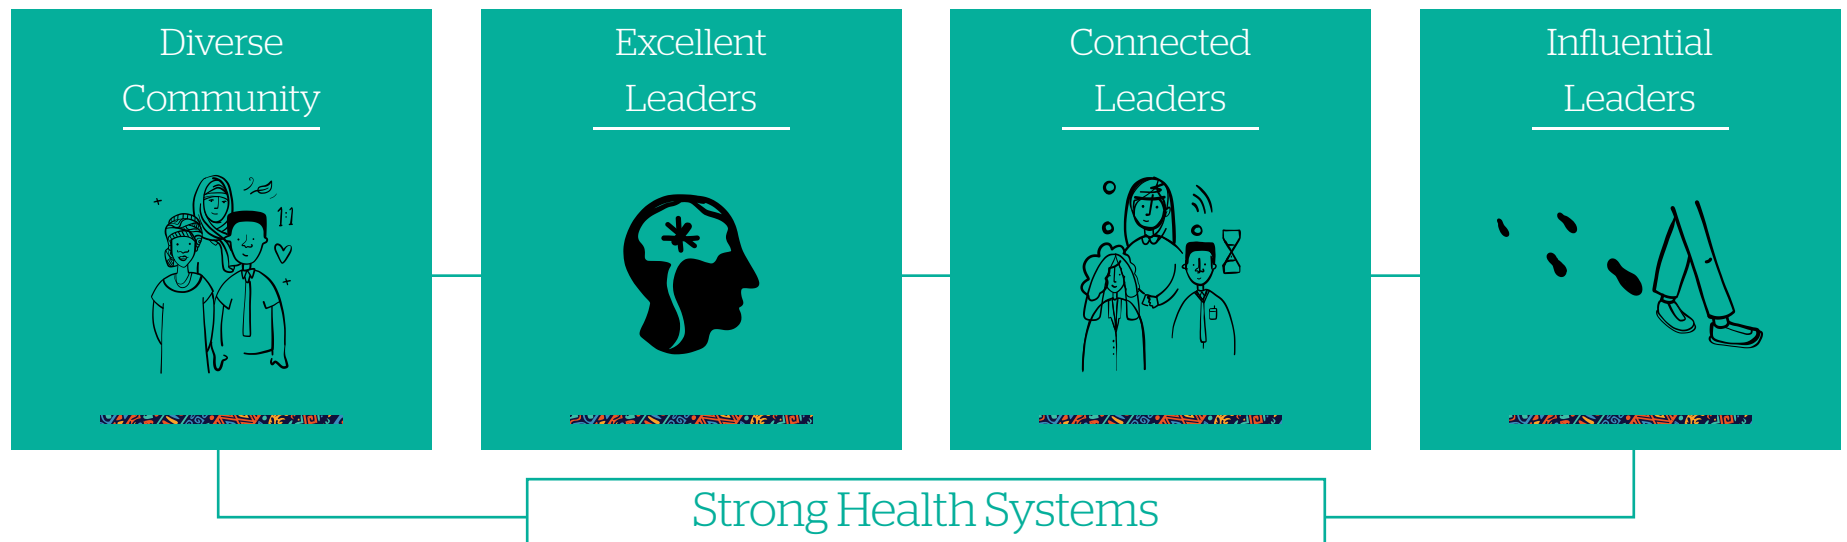 Diverse
Community
Excellent
Leaders
Connected
Leaders
Influential
Leaders
1:1
Strong Health Systems